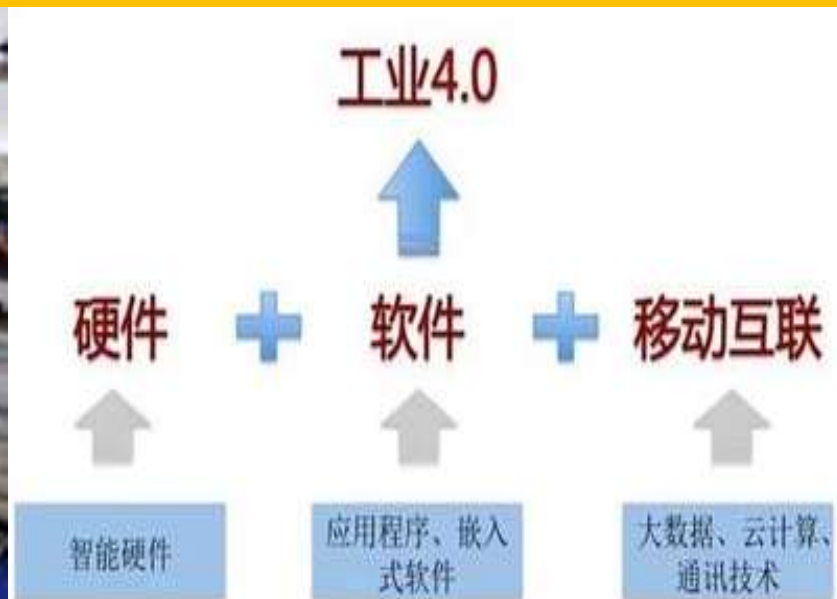 工业4.0
硬件
软件
移动互联
智能硬件
应用程序、嵌入
式软件
大数据、云计算、
通讯技术